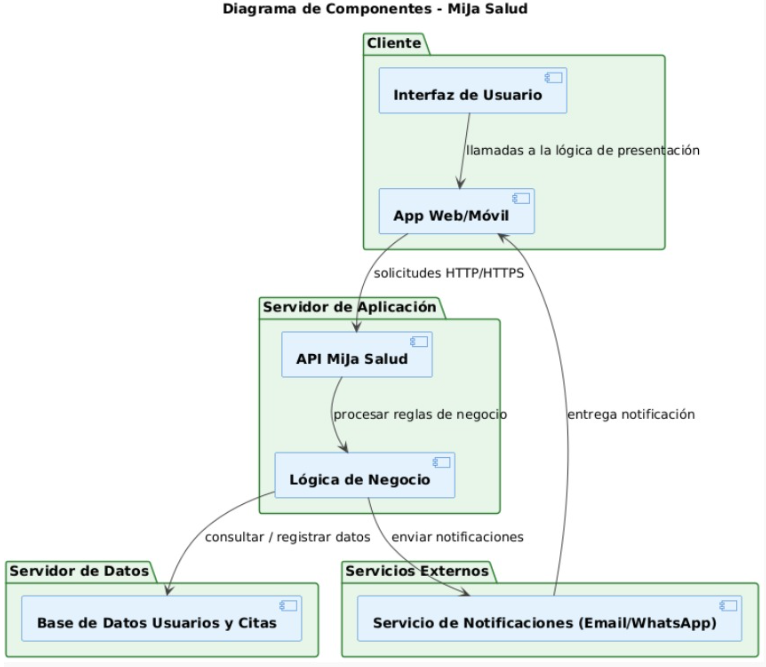 Diagrama de Componentes - MiJa Salud
Cliente
Interfaz de Usuario
llamadas a la lógica de presentación
App Web/Móvil
solicitudes HTTP/HTTPS
Servidor de Aplicación
API MiJa Salud
procesar reglas de negocio
entrega notificación
Lógica de Negocio
consultar / registrar datos
enviar notificaciones
Servidor de Datos
Servicios Externos
Base de Datos Usuarios y Citas
Servicio de Notificaciones (Email/WhatsApp)